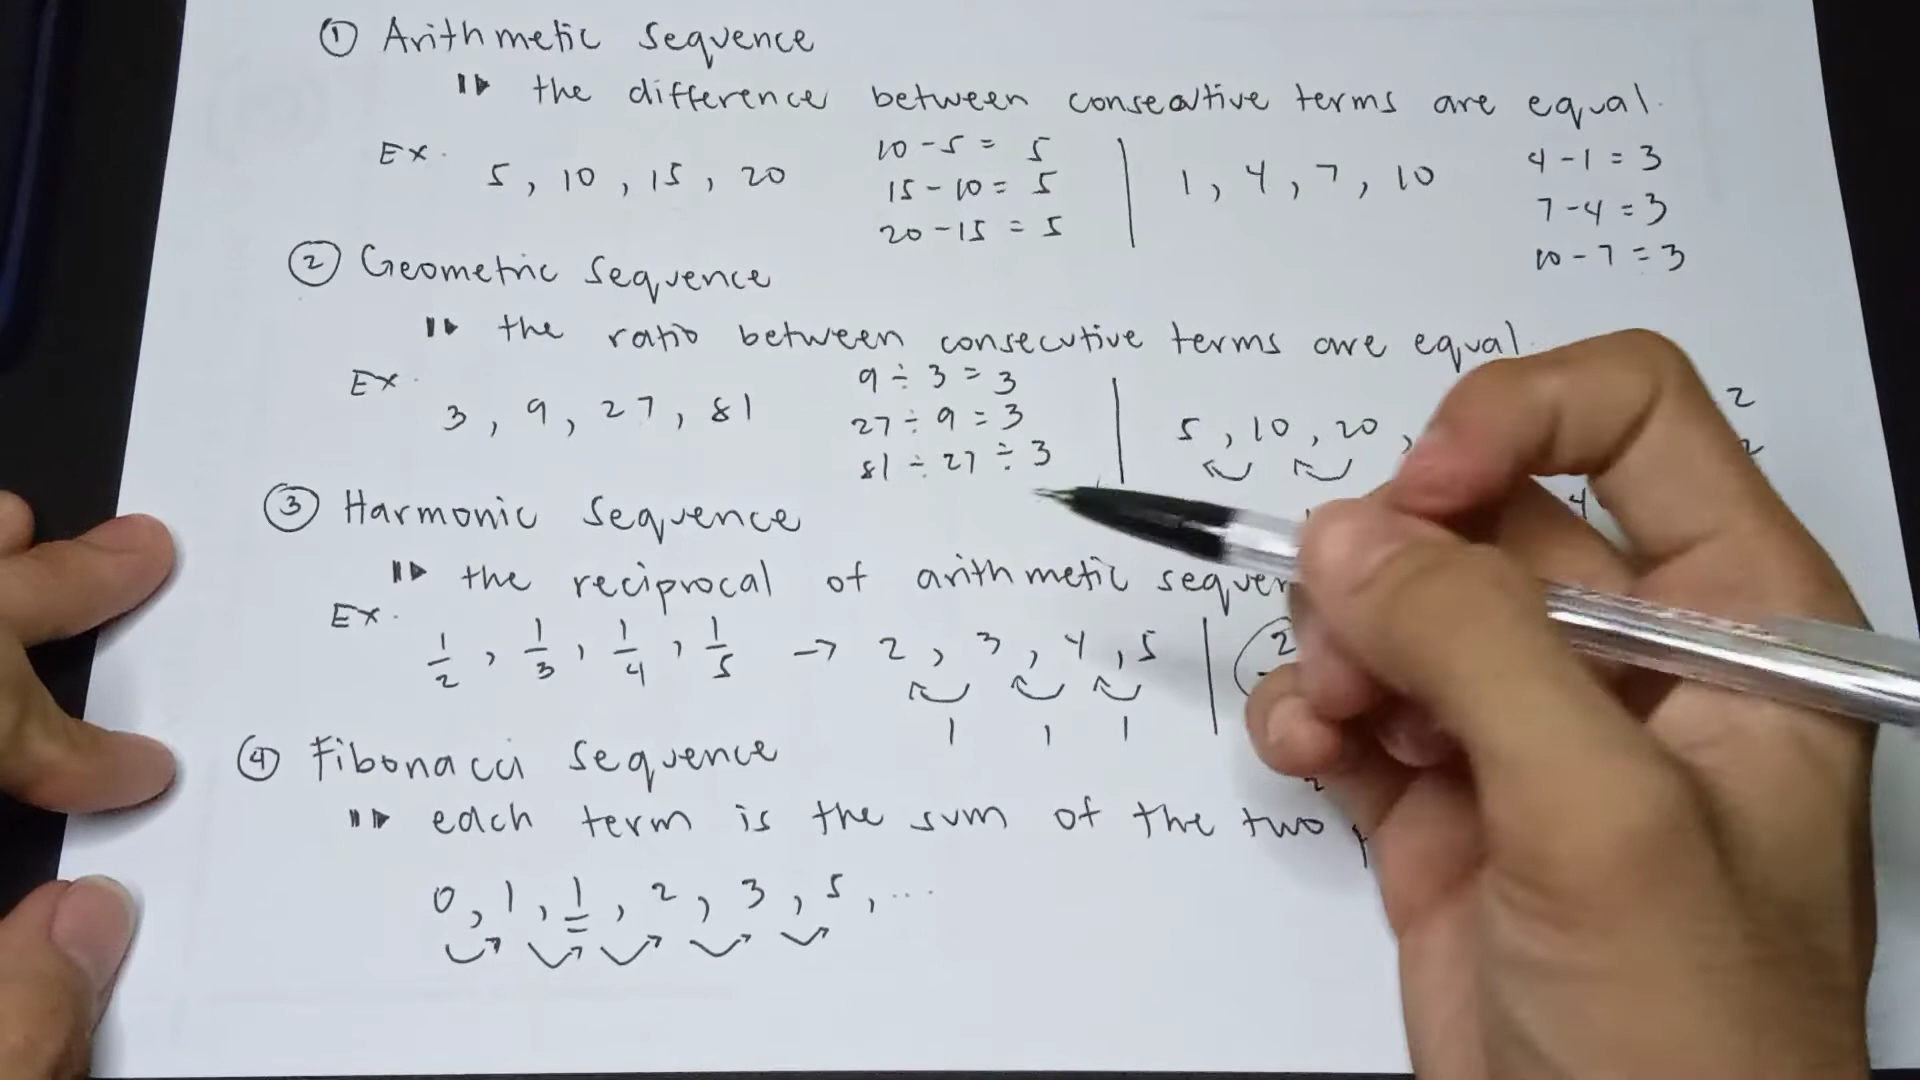 ① Arithmetic Sequence
the difference between consecutive terms are equal.
Ex. 5, 10, 15, 20
10 - 5 = 5
15 - 10 = 5
20 - 15 = 5
1, 4, 7, 10
4 - 1 = 3
7 - 4 = 3
10 - 7 = 3
② Geometric Sequence
the ratio between consecutive terms are equal.
Ex. 3, 9, 27, 81
9 ÷ 3 = 3
27 ÷ 9 = 3
81 ÷ 27 ÷ 3
5, 10, 20,
2
2
4
③ Harmonic Sequence
the reciprocal of arithmetic
Ex. 1/2, 1/3, 1/4, 1/5 → 2, 3, 4, 5
1 1 1
2
2
④ Fibonacci Sequence
each term is the sum of the two
0, 1, 1, 2, 3, 5, ...